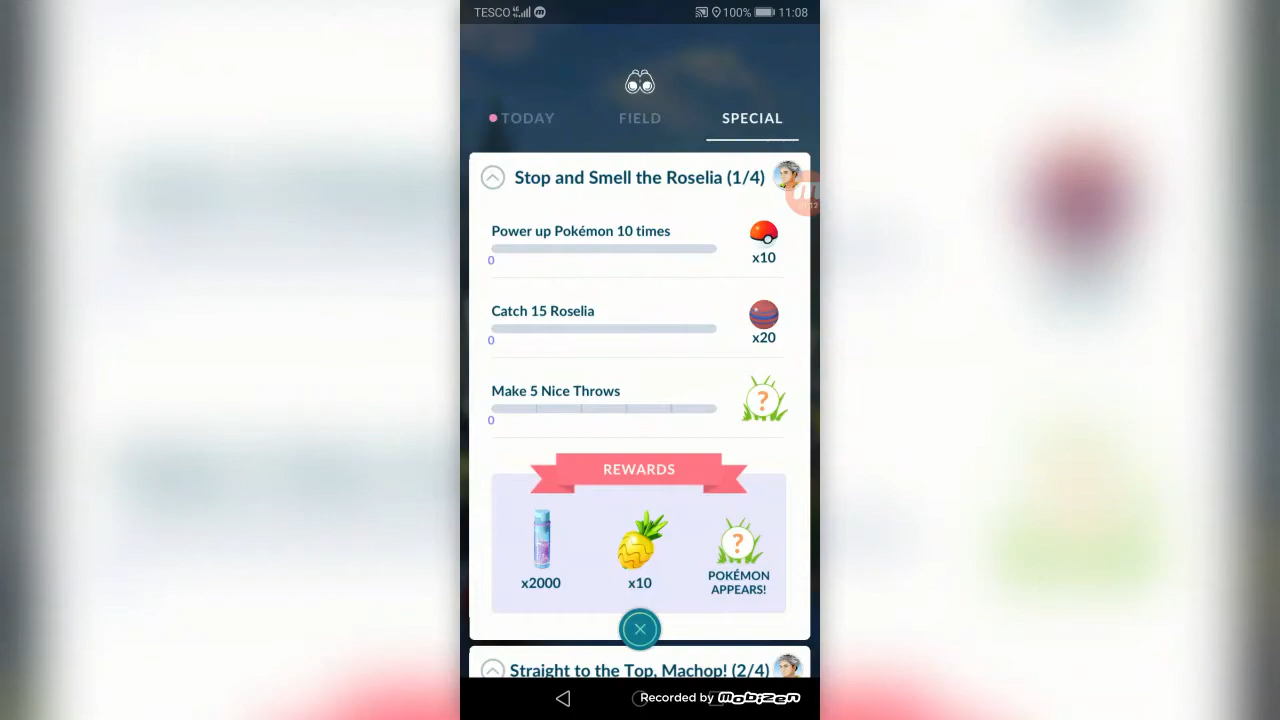 TESCO 100% 11:08
TODAY FIELD SPECIAL
Stop and Smell the Roselia (1/4)
Power up Pokémon 10 times
0
x10
Catch 15 Roselia
0
x20
Make 5 Nice Throws
0
?
REWARDS
x2000
x10
?
POKÉMON
APPEARS!
Straight to the Top, Machop! (2/4)
Recorded by mobizen